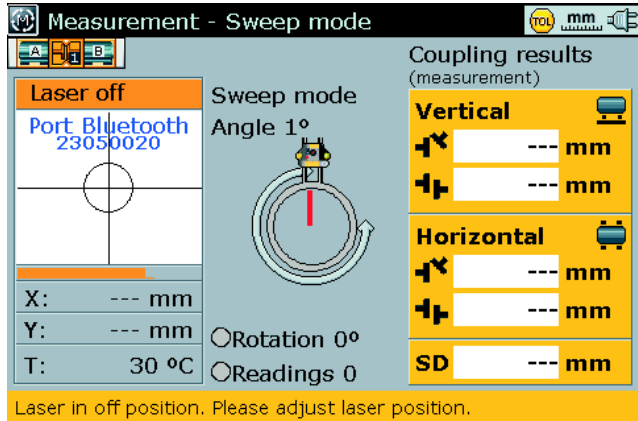 Measurement - Sweep mode
TOL mm
A 1 B
Coupling results
(measurement)
Laser off
Port Bluetooth
23050020
X: --- mm
Y: --- mm
T: 30 ºC
Sweep mode
Angle 1º
Rotation 0º
Readings 0
Vertical
--- mm
--- mm
Horizontal
--- mm
--- mm
SD --- mm
Laser in off position. Please adjust laser position.